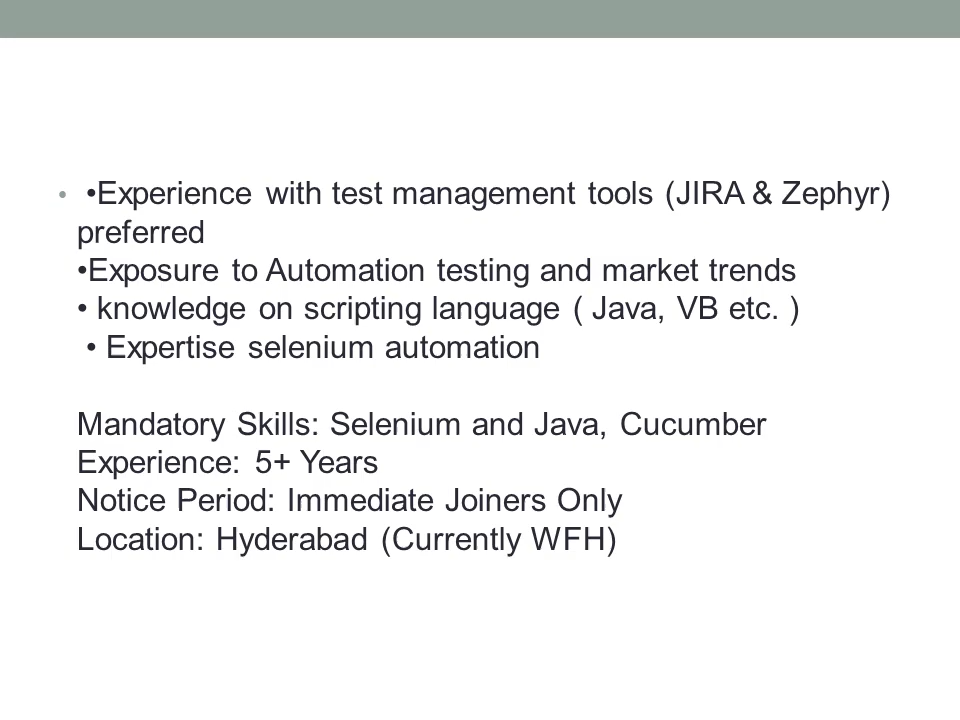 • •Experience with test management tools (JIRA & Zephyr)
preferred
•Exposure to Automation testing and market trends
• knowledge on scripting language ( Java, VB etc. )
• Expertise selenium automation
Mandatory Skills: Selenium and Java, Cucumber
Experience: 5+ Years
Notice Period: Immediate Joiners Only
Location: Hyderabad (Currently WFH)